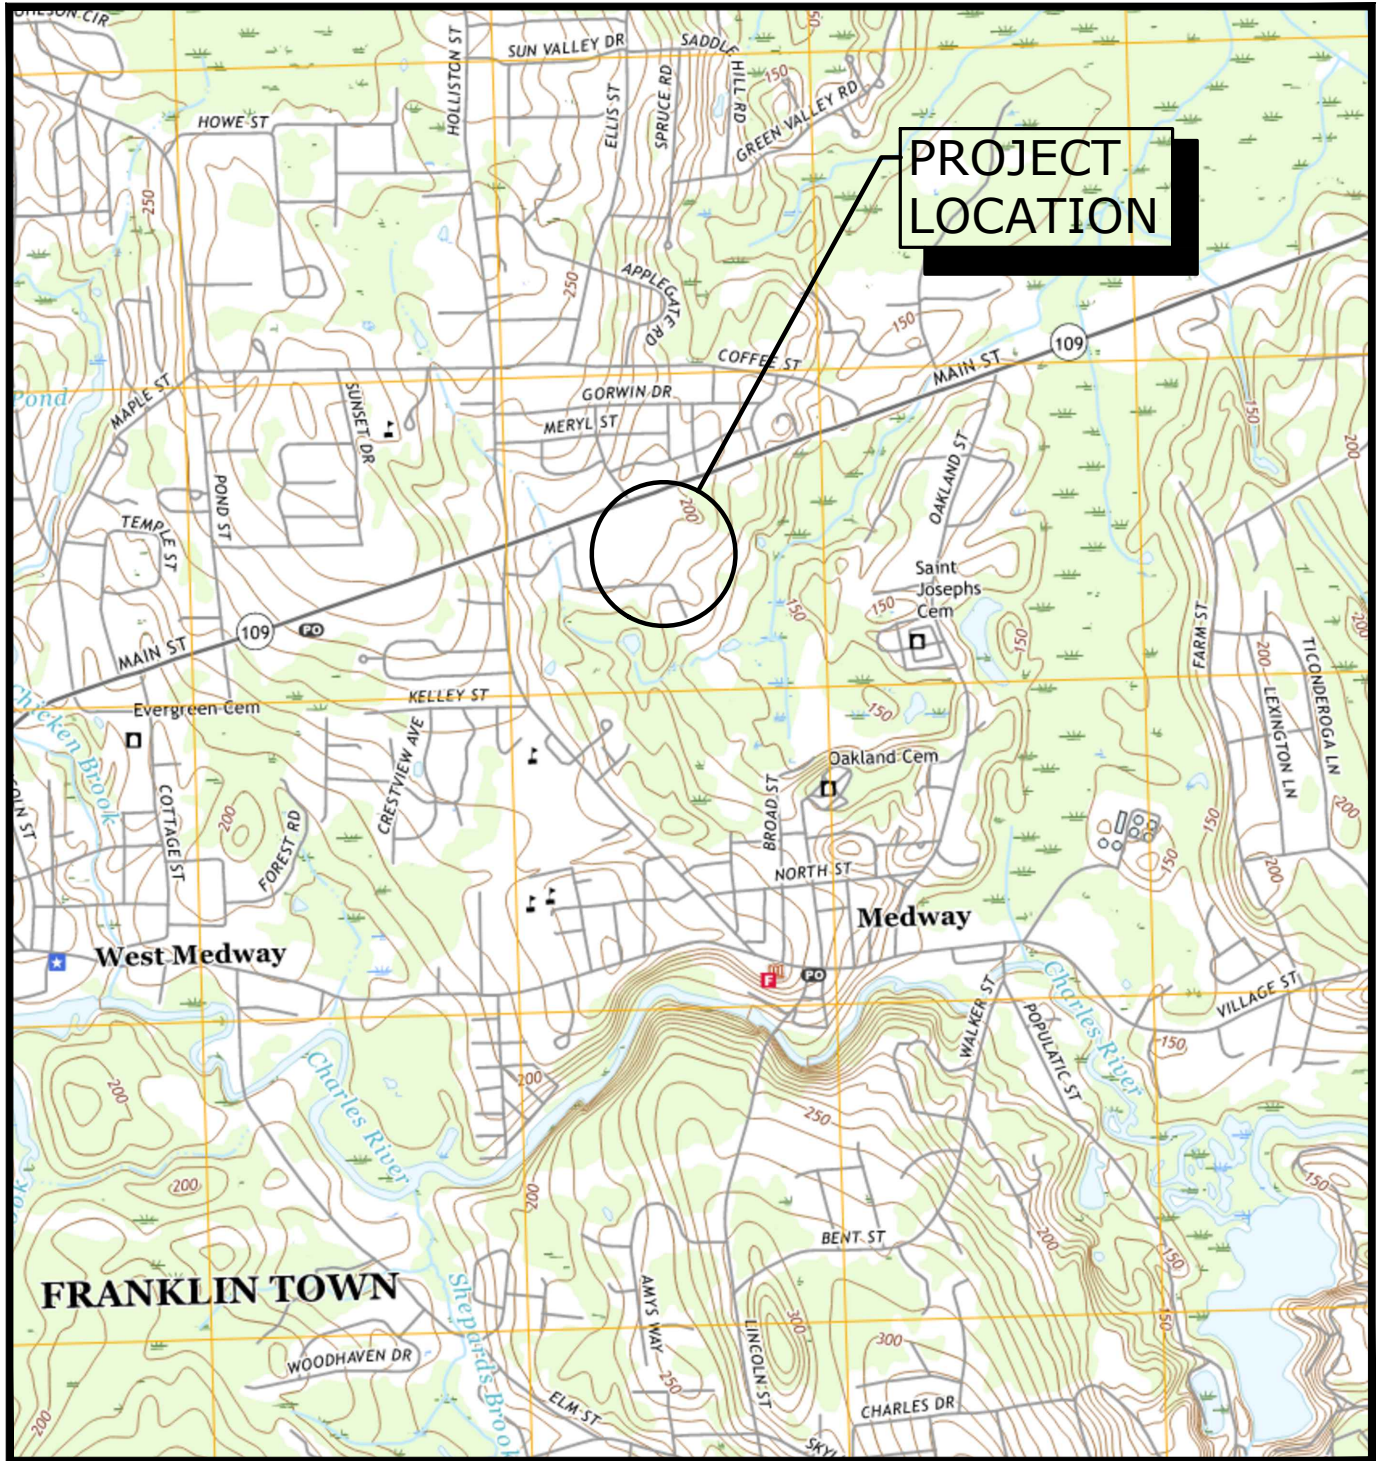 SUN VALLEY DR
SADDLE HILL RD
HOLLISTON ST
ELLIS ST
SPRUCE RD
150
GREEN VALLEY RD
HOWE ST
PROJECT
LOCATION
250
250
APPLEGATE RD
150
109
COFFEE ST
MAIN ST
GORWIN DR
MERYL ST
Pond
MAPLE ST
SUNSET DR
150
200
OAKLAND ST
POND ST
200
TEMPLE ST
Saint
Josephs
Cem
150
150
150
FARM ST
200
TICONDEROGA LN
LEXINGTON LN
200
109
PO
MAIN ST
KELLEY ST
Evergreen Cem
Chicken Brook
150
CRESTVIEW AVE
Oakland Cem
BROAD ST
COTTAGE ST
200
FOREST RD
150
150
200
200
NORTH ST
Medway
West Medway
F
PO
WALKER ST
Charles River
VILLAGE ST
POPULATIC ST
150
200
200
Charles River
250
200
200
150
200
BENT ST
150
FRANKLIN TOWN
Shepards Brook
AMYS WAY
LINCOLN ST
300
300
150
WOODHAVEN DR
250
ELM ST
CHARLES DR
200